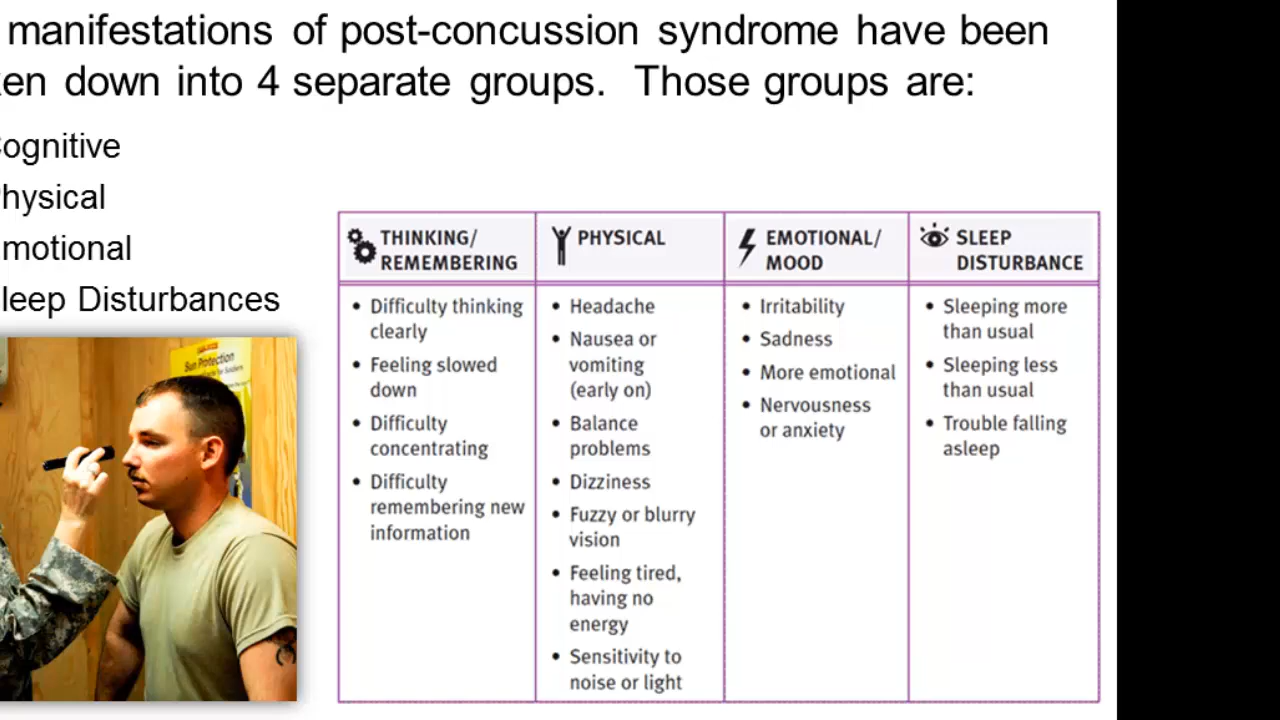 manifestations of post-concussion syndrome have been
en down into 4 separate groups. Those groups are:
Cognitive
Physical
motional
leep Disturbances
THINKING/
REMEMBERING
• Difficulty thinking
clearly
• Feeling slowed
down
• Difficulty
concentrating
• Difficulty
remembering new
information
PHYSICAL
• Headache
• Nausea or
vomiting
(early on)
• Balance
problems
• Dizziness
• Fuzzy or blurry
vision
• Feeling tired,
having no
energy
• Sensitivity to
noise or light
EMOTIONAL/
MOOD
• Irritability
• Sadness
• More emotional
• Nervousness
or anxiety
SLEEP
DISTURBANCE
• Sleeping more
than usual
• Sleeping less
than usual
• Trouble falling
asleep
Sun Protection